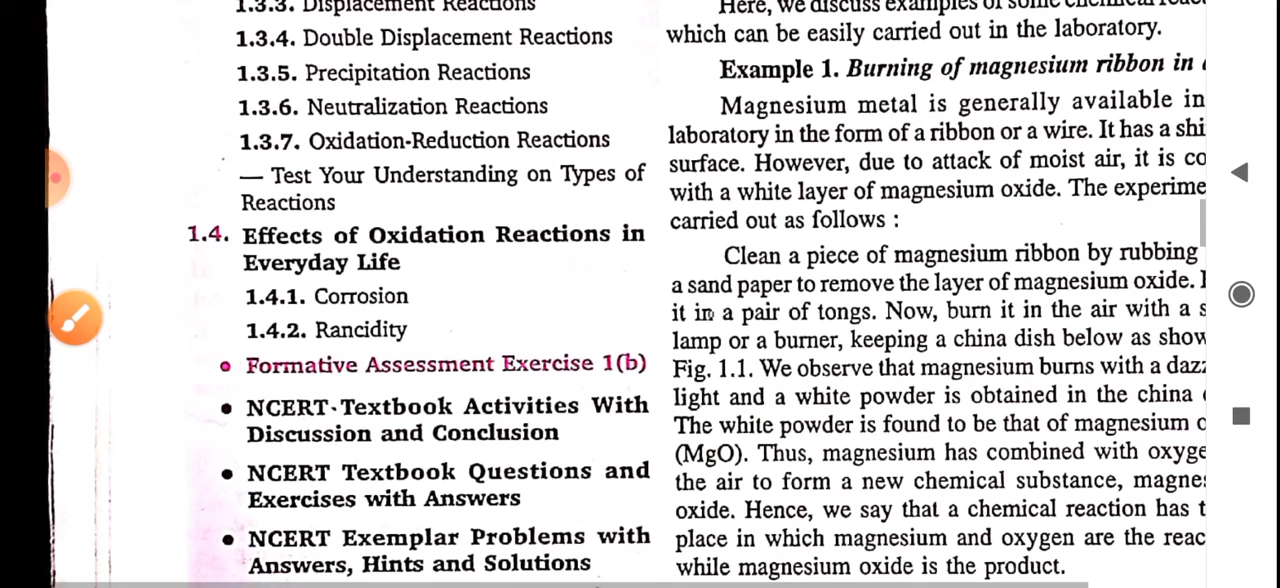 1.3.3. Displacement Reactions
1.3.4. Double Displacement Reactions
1.3.5. Precipitation Reactions
1.3.6. Neutralization Reactions
1.3.7. Oxidation-Reduction Reactions
— Test Your Understanding on Types of
Reactions
1.4. Effects of Oxidation Reactions in
Everyday Life
1.4.1. Corrosion
1.4.2. Rancidity
• Formative Assessment Exercise 1(b)
• NCERT Textbook Activities With
Discussion and Conclusion
• NCERT Textbook Questions and
Exercises with Answers
• NCERT Exemplar Problems with
Answers, Hints and Solutions
Here, we discuss examples of some chemical
which can be easily carried out in the laboratory.
Example 1. Burning of magnesium ribbon in
Magnesium metal is generally available in
laboratory in the form of a ribbon or a wire. It has a shi
surface. However, due to attack of moist air, it is co
with a white layer of magnesium oxide. The experime
carried out as follows :
Clean a piece of magnesium ribbon by rubbing
a sand paper to remove the layer of magnesium oxide.
it in a pair of tongs. Now, burn it in the air with a s
lamp or a burner, keeping a china dish below as show
Fig. 1.1. We observe that magnesium burns with a daz
light and a white powder is obtained in the china
The white powder is found to be that of magnesium
(MgO). Thus, magnesium has combined with oxyge
the air to form a new chemical substance, magne
oxide. Hence, we say that a chemical reaction has t
place in which magnesium and oxygen are the reac
while magnesium oxide is the product.